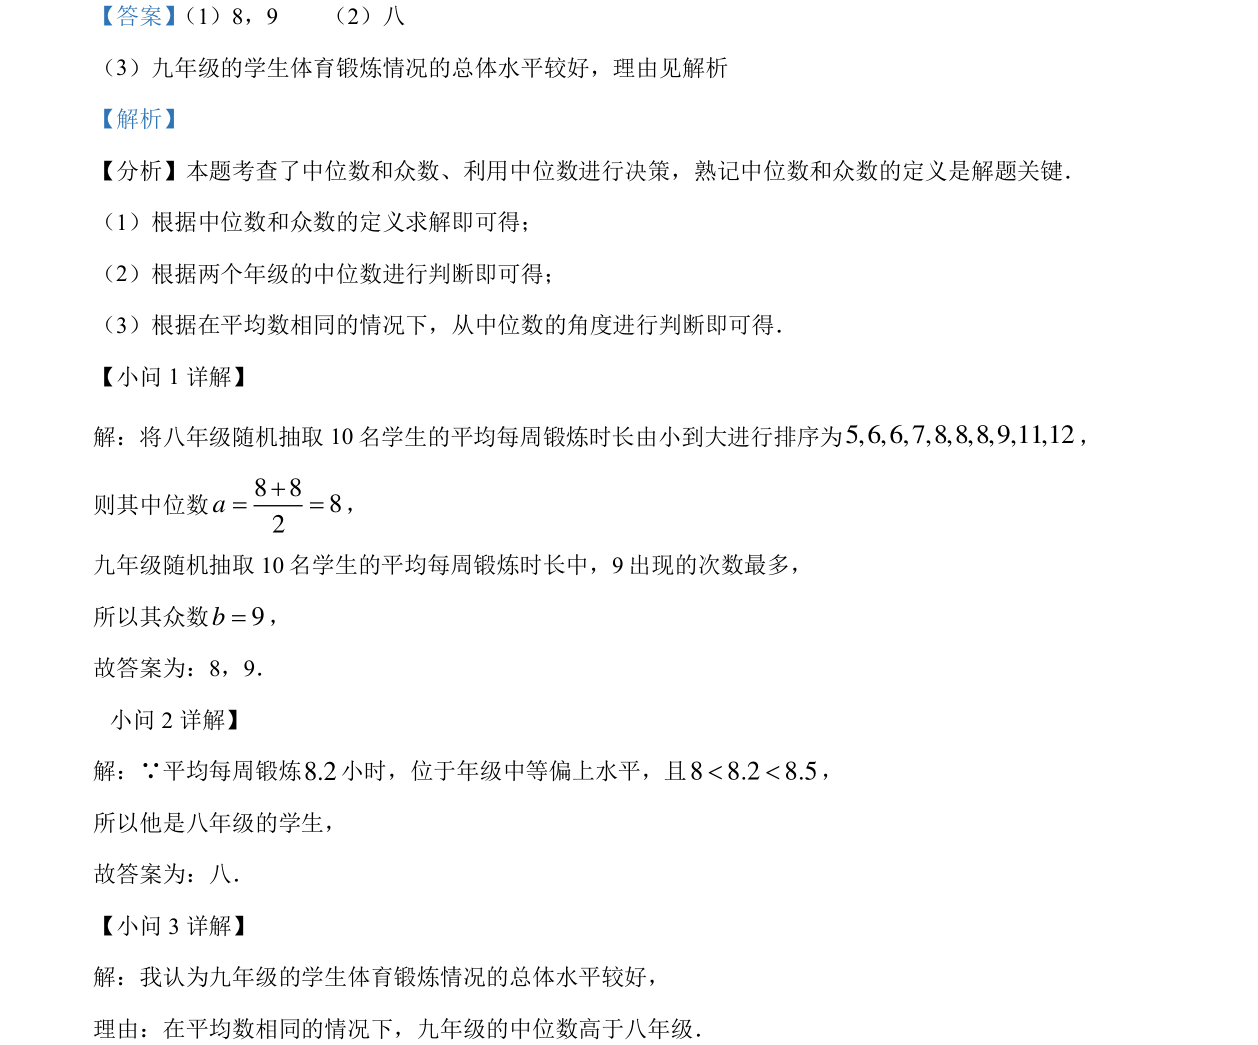 【答案】（1）8，9　　（2）八
（3）九年级的学生体育锻炼情况的总体水平较好，理由见解析
【解析】
【分析】本题考查了中位数和众数、利用中位数进行决策，熟记中位数和众数的定义是解题关键．
（1）根据中位数和众数的定义求解即可得；
（2）根据两个年级的中位数进行判断即可得；
（3）根据在平均数相同的情况下，从中位数的角度进行判断即可得．
【小问 1 详解】
解：将八年级随机抽取 10 名学生的平均每周锻炼时长由小到大进行排序为5,6,6,7,8,8,8,9,11,12，
则其中位数 a = (8+8)/2 = 8，
九年级随机抽取 10 名学生的平均每周锻炼时长中，9 出现的次数最多，
所以其众数 b = 9，
故答案为：8，9．
小问 2 详解】
解：∵平均每周锻炼8.2小时，位于年级中等偏上水平，且8 < 8.2 < 8.5，
所以他是八年级的学生，
故答案为：八．
【小问 3 详解】
解：我认为九年级的学生体育锻炼情况的总体水平较好，
理由：在平均数相同的情况下，九年级的中位数高于八年级．